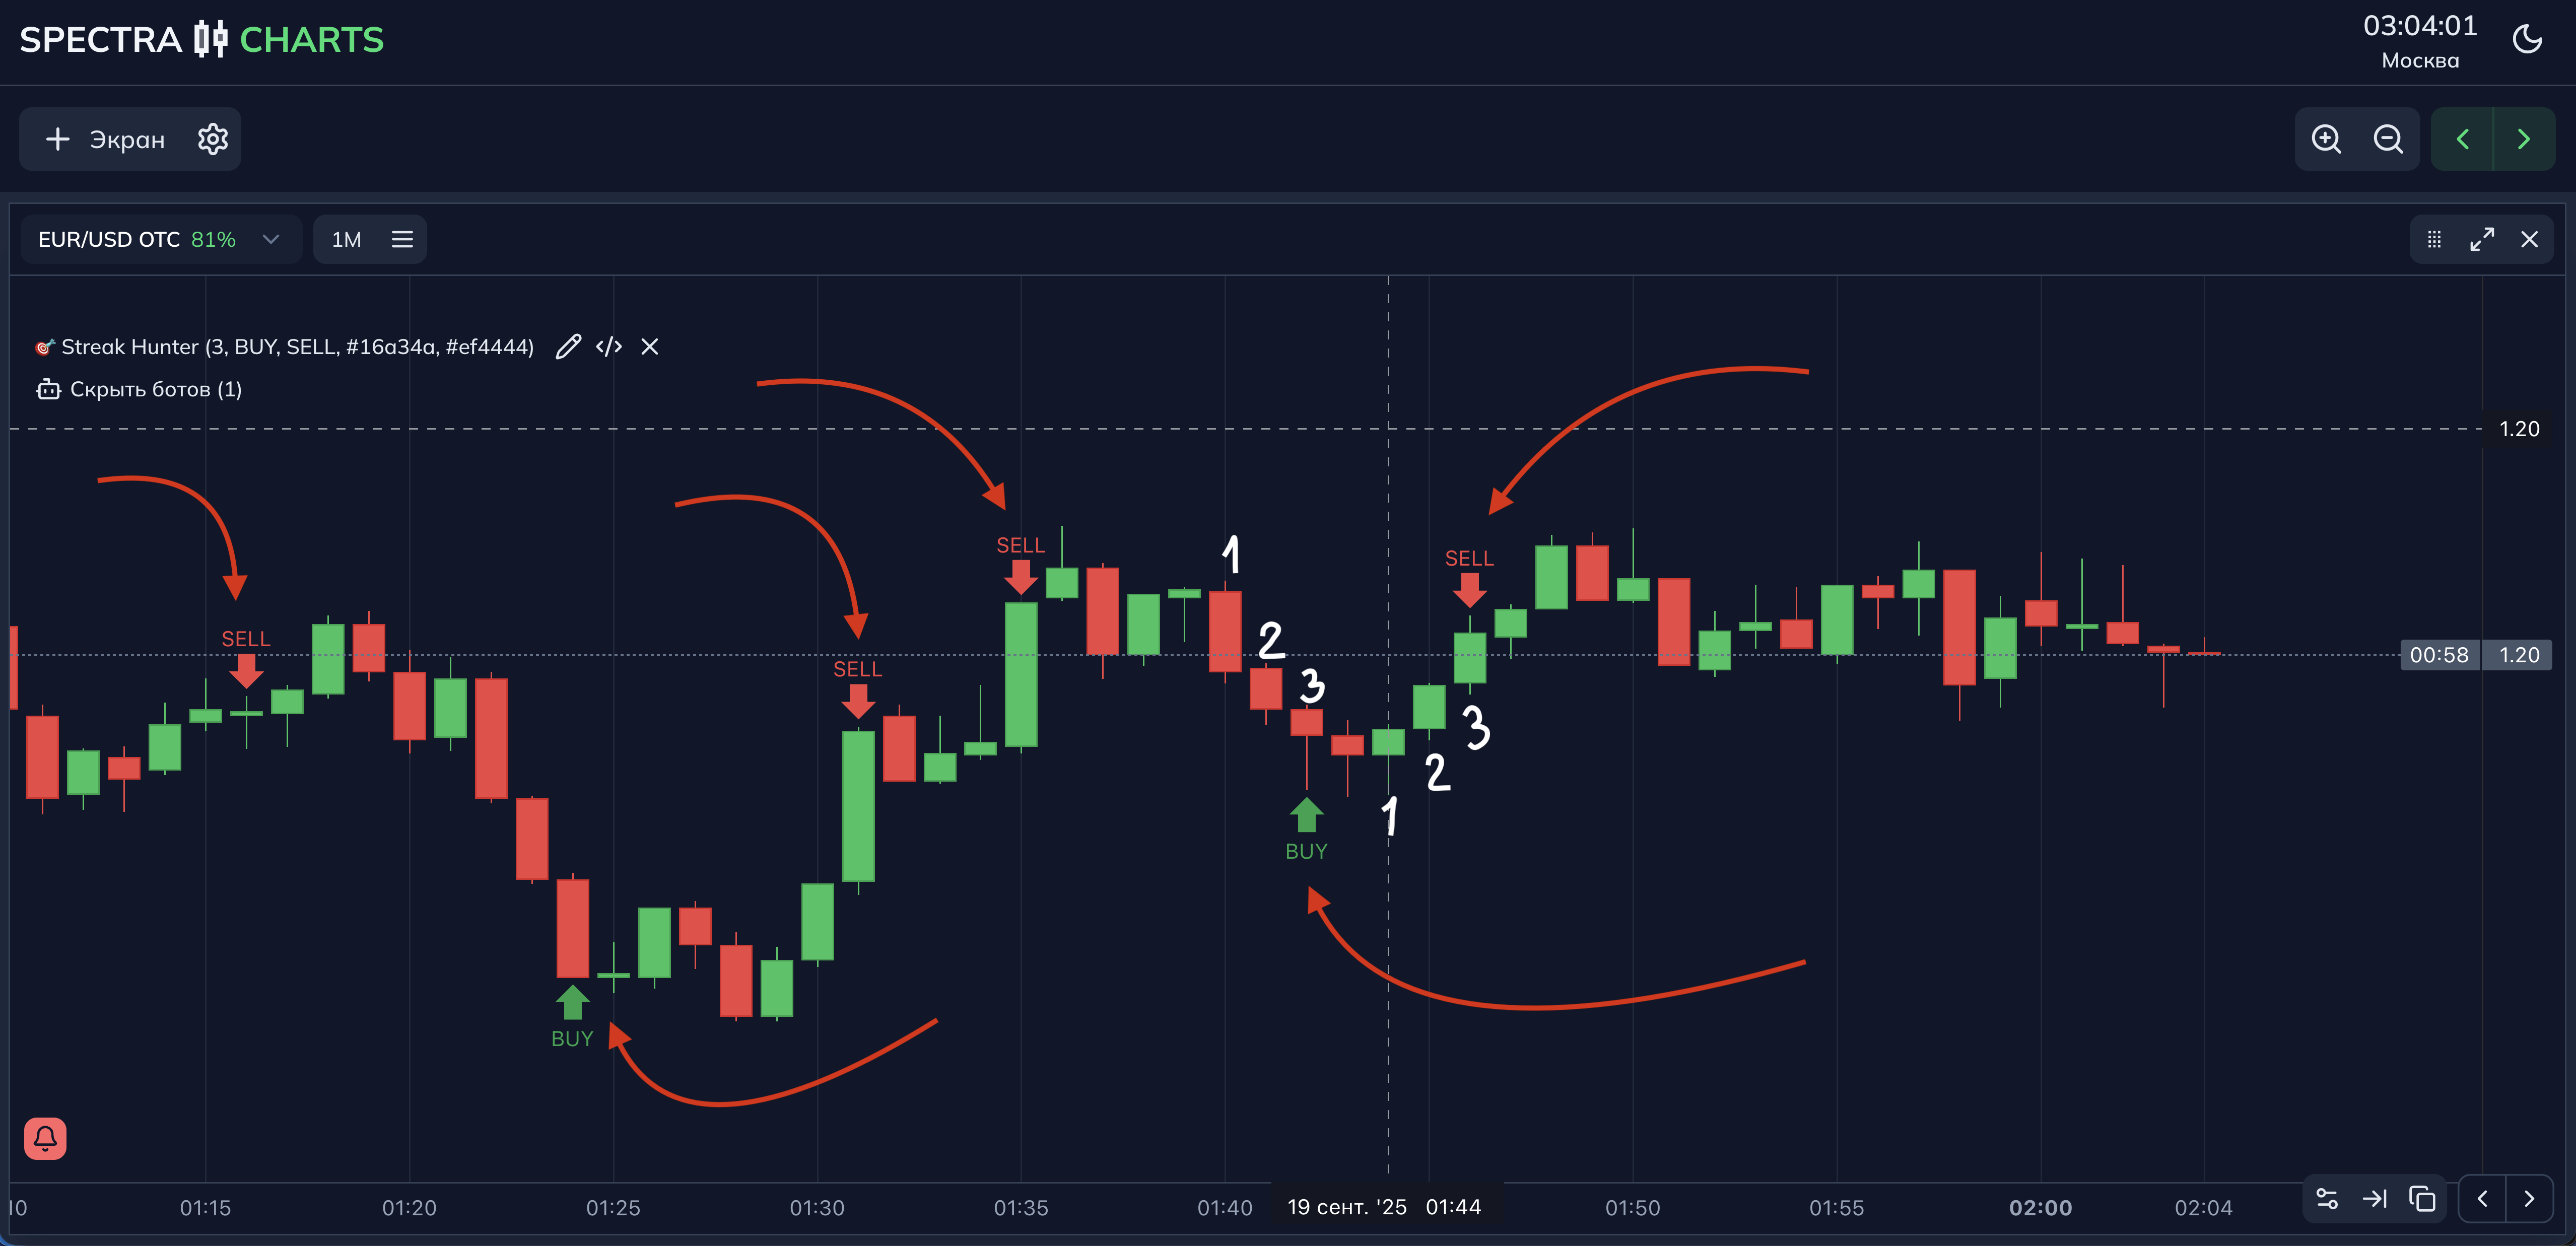 SPECTRA CHARTS
03:04:01
Москва
Экран
EUR/USD OTC 81%
1M
Streak Hunter (3, BUY, SELL, #16a34a, #ef4444)
Скрыть ботов (1)
1.20
SELL
SELL
SELL
SELL
1
2
3
00:58 1.20
3
2
1
BUY
BUY
10 01:15 01:20 01:25 01:30 01:35 01:40 19 сент. '25 01:44 01:50 01:55 02:00 02:04